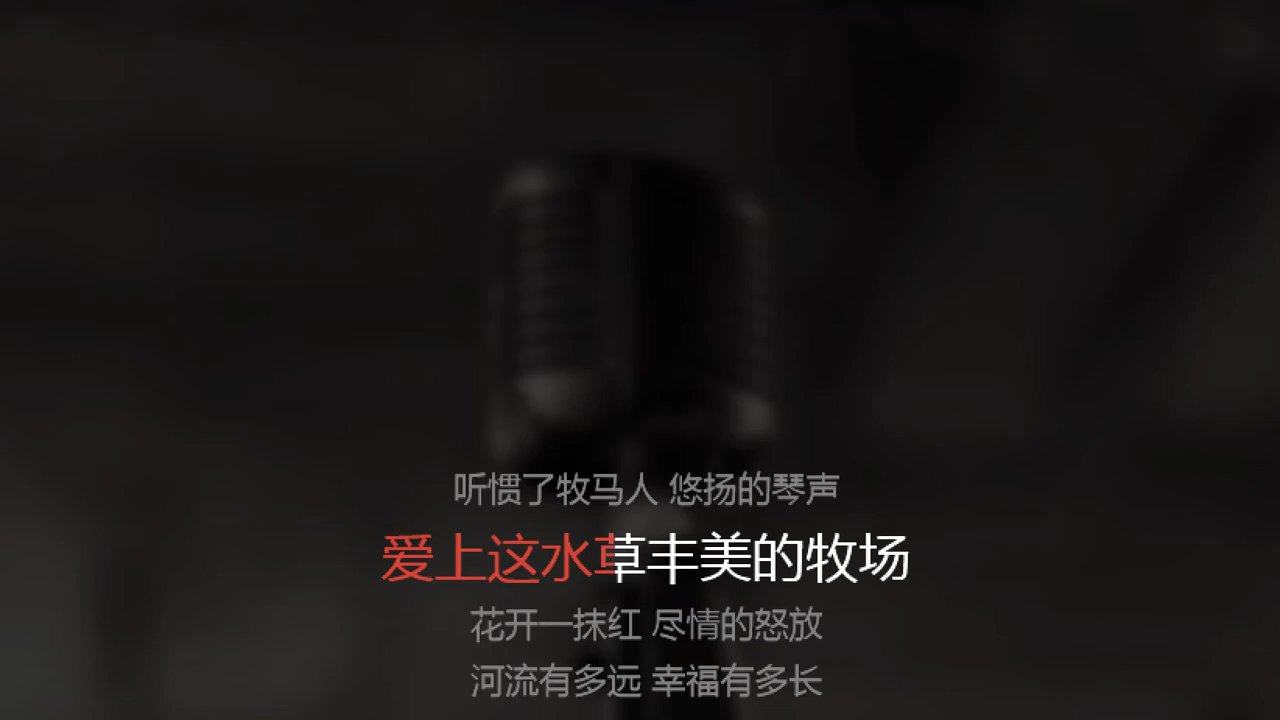 听惯了牧马人 悠扬的琴声
爱上这水草丰美的牧场
花开一抹红 尽情的怒放
河流有多远 幸福有多长